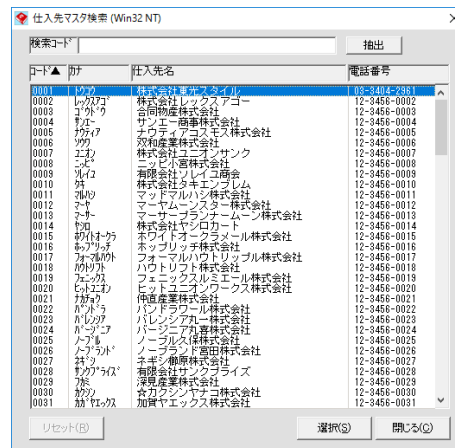 仕入先マスタ検索 (Win32 NT)
検索コード 抽出
コード▲ カナ 仕入先名 電話番号
0001 トウコウ 株式会社東光スタイル 03-3404-2961
0002 レックスアゴ 株式会社レックスアゴー 12-3456-0002
0003 ゴウドウ 合同物産株式会社 12-3456-0003
0004 サンエー サンエー商事株式会社 12-3456-0004
0005 ナウティア ナウティアコスモス株式会社 12-3456-0005
0006 ソウワ 双和産業株式会社 12-3456-0006
0007 ユニオン 株式会社ユニオンサンク 12-3456-0007
0008 ニッピ ニッピ小宮株式会社 12-3456-0008
0009 ソレイユ 有限会社ソレイユ商会 12-3456-0009
0010 タキ 株式会社タキエンブレム 12-3456-0010
0011 マルハシ マッドマルハシ株式会社 12-3456-0011
0012 マーヤ マーヤムーンスター株式会社 12-3456-0012
0013 マーサー マーサーブランナームーン株式会社 12-3456-0013
0014 ヤシロ 株式会社ヤシロカート 12-3456-0014
0015 ホワイトオークラ ホワイトオークラメール株式会社 12-3456-0015
0016 ホップリッチ ホップリッチ株式会社 12-3456-0016
0017 フォーマルハウト フォーマルハウトリップル株式会社 12-3456-0017
0018 ハウトリフト ハウトリフト株式会社 12-3456-0018
0019 フェニックス フェニックスルミエール株式会社 12-3456-0019
0020 ヒットユニオン ヒットユニオンワークス株式会社 12-3456-0020
0021 ナカチョク 仲直産業株式会社 12-3456-0021
0022 バンドラ バンドラワール株式会社 12-3456-0022
0023 バレンシア バレンシア丸一株式会社 12-3456-0023
0024 バージニア バージニア丸喜株式会社 12-3456-0024
0025 ノーブル ノーブル久保株式会社 12-3456-0025
0026 ノーブランド ノーブランド宮田株式会社 12-3456-0026
0027 ネギシ ネギシ櫛原株式会社 12-3456-0027
0028 サンクプライズ 有限会社サンクプライズ 12-3456-0028
0029 フカミ 深見産業株式会社 12-3456-0029
0030 カクシン ☆カクシンヤナコ株式会社 12-3456-0030
0031 カガヤエックス 加賀ヤエックス株式会社 12-3456-0031
リセット(R) 選択(S) 閉じる(C)